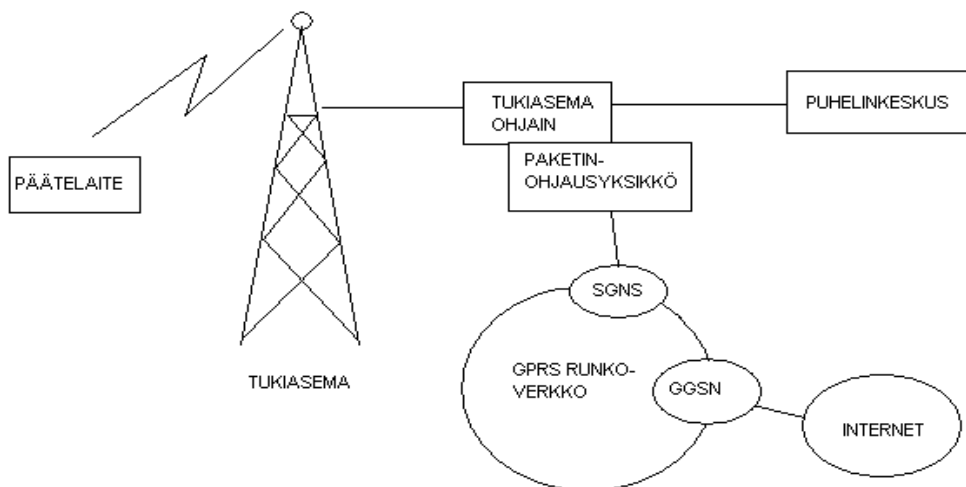 TUKIASEMA
OHJAIN
PUHELINKESKUS
PAKETIN-
OHJAUSYKSIKKÖ
PÄÄTELAITE
SGNS
TUKIASEMA
GPRS RUNKO-
VERKKO
GGSN
INTERNET